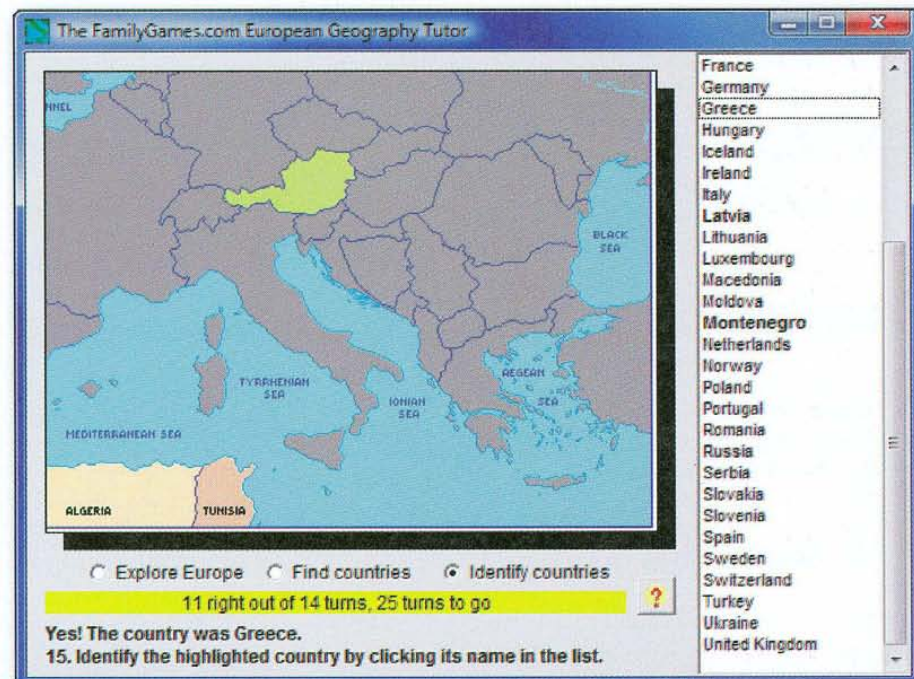 The FamilyGames.com European Geography Tutor
NNEL
BLACK
SEA
TYRRHENIAN
SEA
IONIAN
SEA
AEGEAN
SEA
MEDITERRANEAN SEA
ALGERIA
TUNISIA
Explore Europe
Find countries
Identify countries
11 right out of 14 turns, 25 turns to go
?
Yes! The country was Greece.
15. Identify the highlighted country by clicking its name in the list.
France
Germany
Greece
Hungary
Iceland
Ireland
Italy
Latvia
Lithuania
Luxembourg
Macedonia
Moldova
Montenegro
Netherlands
Norway
Poland
Portugal
Romania
Russia
Serbia
Slovakia
Slovenia
Spain
Sweden
Switzerland
Turkey
Ukraine
United Kingdom